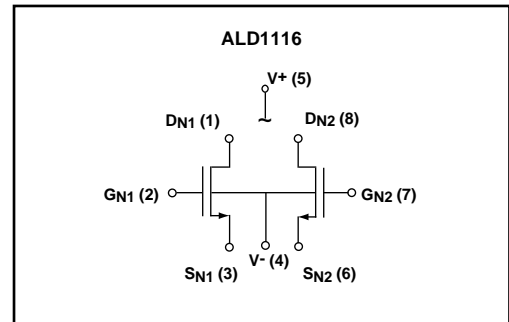 ALD1116
V+ (5)
~
DN1 (1) DN2 (8)
GN1 (2) GN2 (7)
V- (4)
SN1 (3) SN2 (6)